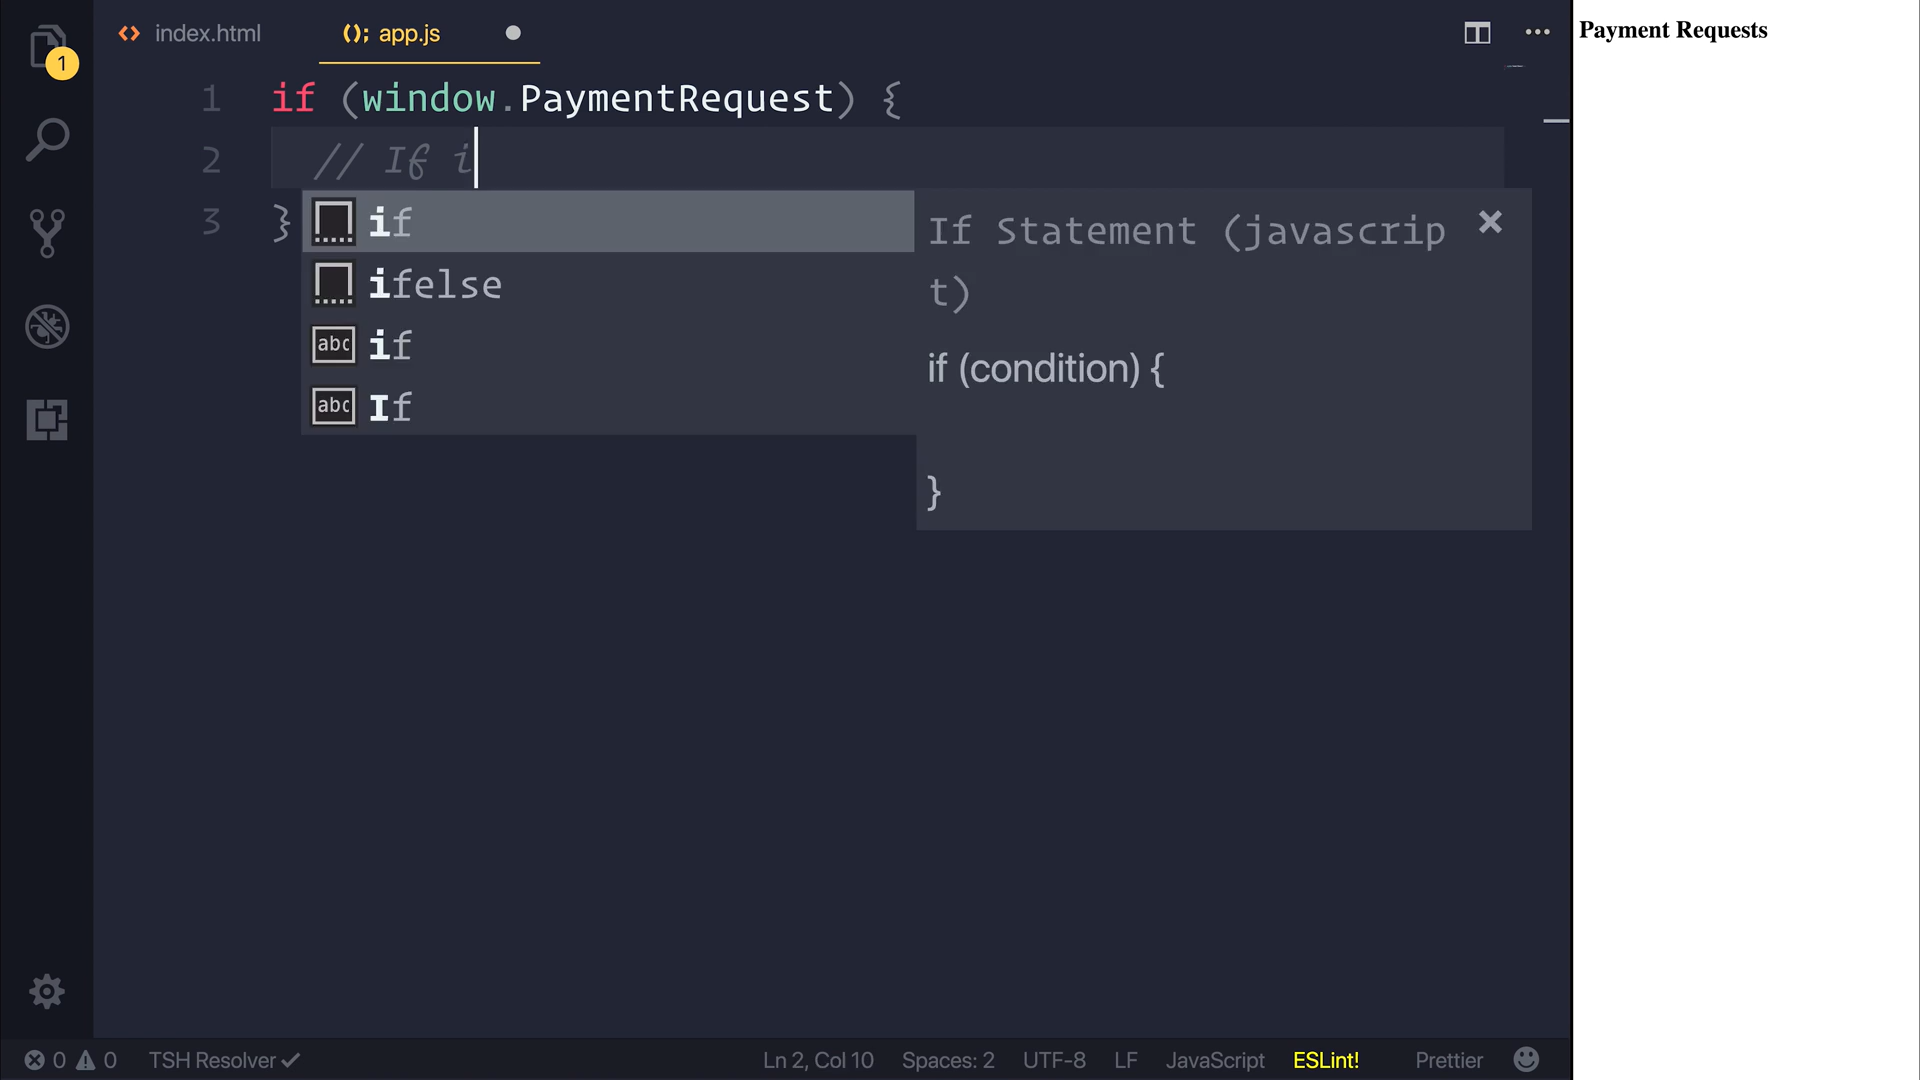 1
index.html
(); app.js
Payment Requests
1 if (window.PaymentRequest) {
2 // If i
3 }
if
ifelse
abc if
abc If
If Statement (javascrip
t)
if (condition) {
}
0 0 TSH Resolver Ln 2, Col 10 Spaces: 2 UTF-8 LF JavaScript ESLint! Prettier